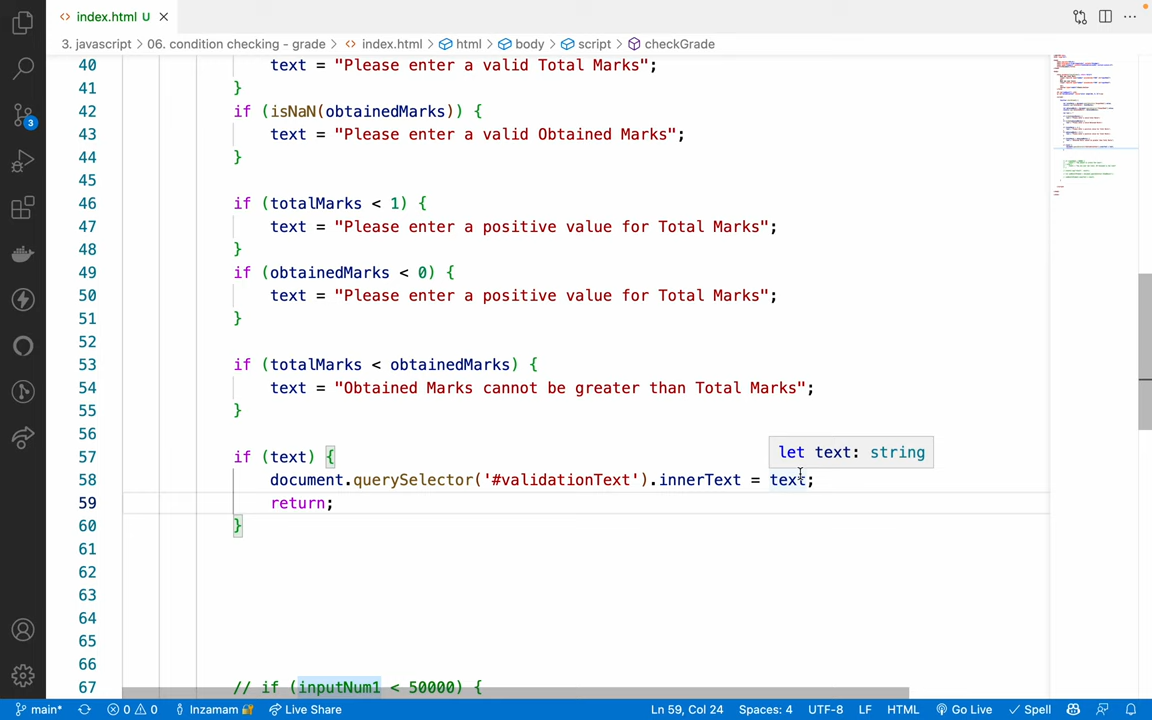 index.html U
3. javascript > 06. condition checking - grade > index.html > html > body > script > checkGrade
40 text = "Please enter a valid Total Marks";
41 }
42 if (isNaN(obtainedMarks)) {
43 text = "Please enter a valid Obtained Marks";
44 }
45
46 if (totalMarks < 1) {
47 text = "Please enter a positive value for Total Marks";
48 }
49 if (obtainedMarks < 0) {
50 text = "Please enter a positive value for Total Marks";
51 }
52
53 if (totalMarks < obtainedMarks) {
54 text = "Obtained Marks cannot be greater than Total Marks";
55 }
56
57 if (text) {
let text: string
58 document.querySelector('#validationText').innerText = text;
59 return;
60 }
61
62
63
64
65
66
67 // if (inputNum1 < 50000) {
3
main* 0 0 Inzamam Live Share Ln 59, Col 24 Spaces: 4 UTF-8 LF HTML Go Live Spell